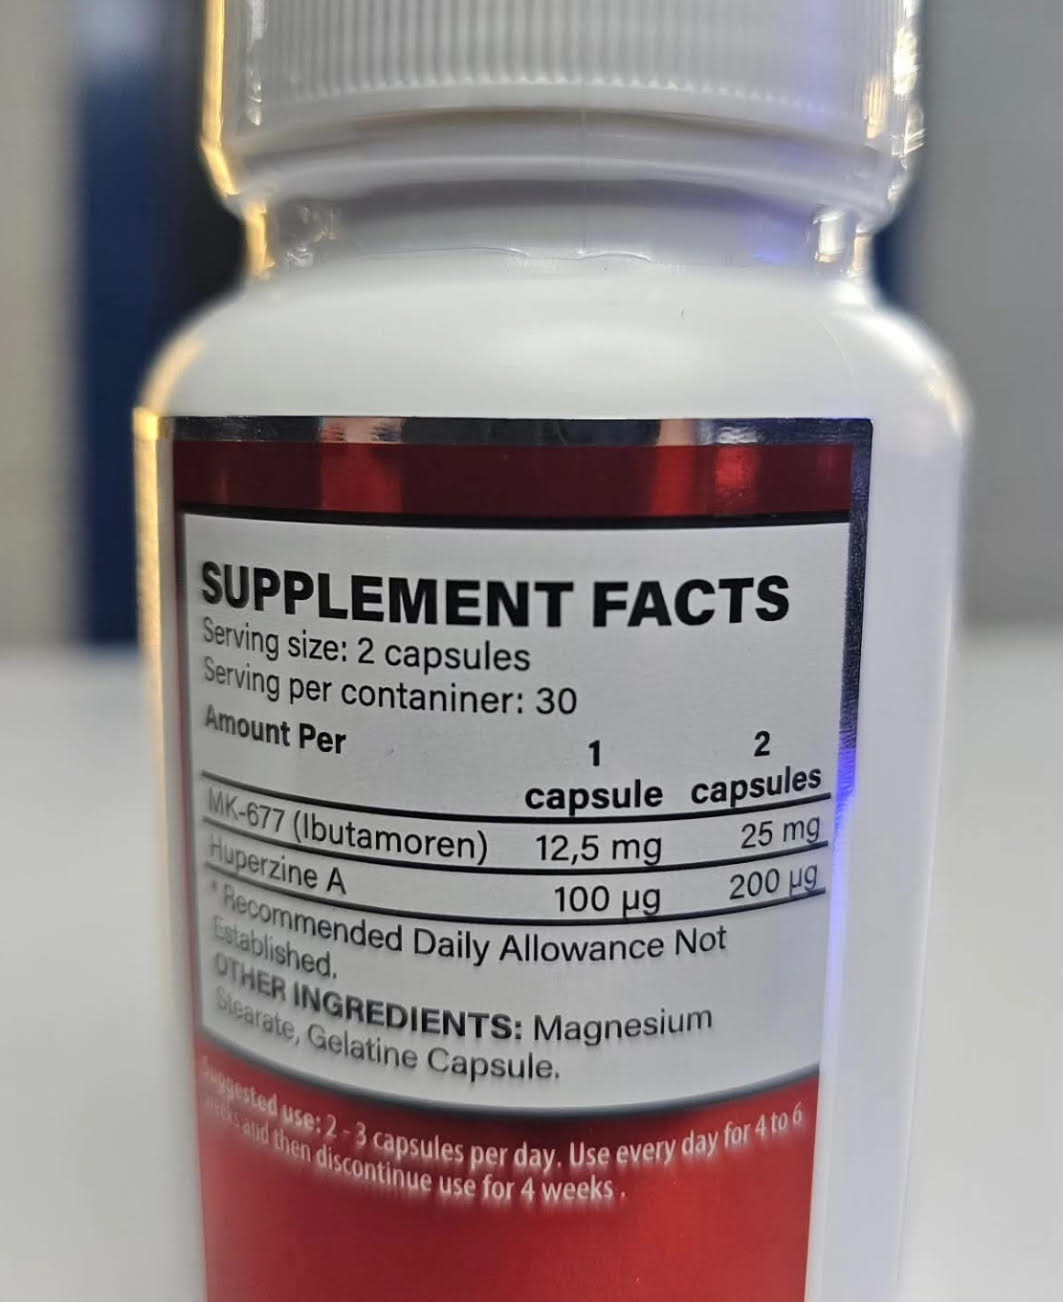 SUPPLEMENT FACTS
Serving size: 2 capsules
Serving per contaniner: 30
Amount Per 1 capsule 2 capsules
MK-677 (Ibutamoren) 12,5 mg 25 mg
Huperzine A 100 µg 200 µg
* Recommended Daily Allowance Not
Established.
OTHER INGREDIENTS: Magnesium
Stearate, Gelatine Capsule.
Suggested use: 2 - 3 capsules per day. Use every day for 4 to 6
weeks and then discontinue use for 4 weeks .